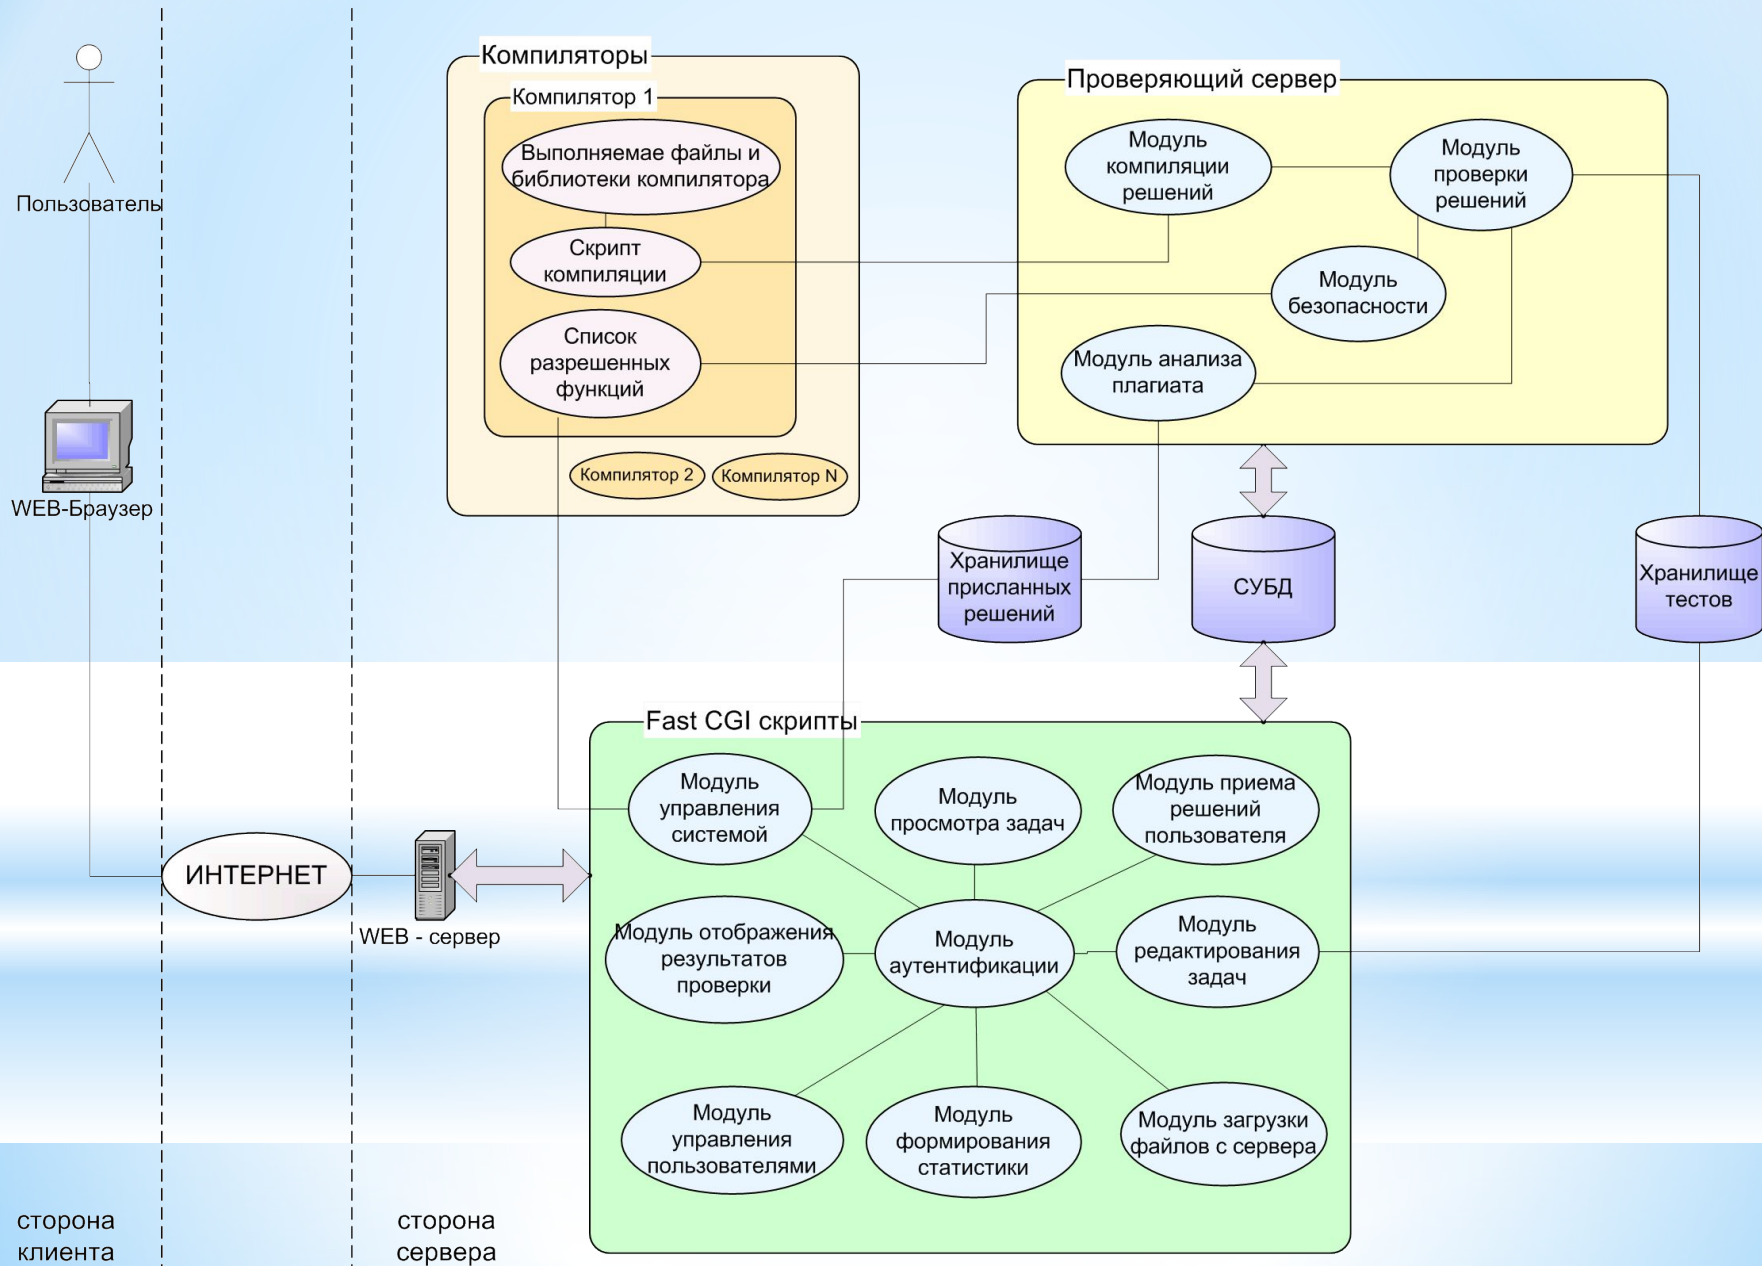 Пользователь
WEB-Браузер
Компиляторы
Компилятор 1
Выполняемае файлы и
библиотеки компилятора
Скрипт
компиляции
Список
разрешенных
функций
Компилятор 2
Компилятор N
Проверяющий сервер
Модуль
компиляции
решений
Модуль
проверки
решений
Модуль
безопасности
Модуль анализа
плагиата
Хранилище
присланных
решений
СУБД
Хранилище
тестов
ИНТЕРНЕТ
WEB - сервер
Fast CGI скрипты
Модуль
управления
системой
Модуль
просмотра задач
Модуль приема
решений
пользователя
Модуль отображения
результатов
проверки
Модуль
аутентификации
Модуль
редактирования
задач
Модуль
управления
пользователями
Модуль
формирования
статистики
Модуль загрузки
файлов с сервера
сторона
клиента
сторона
сервера